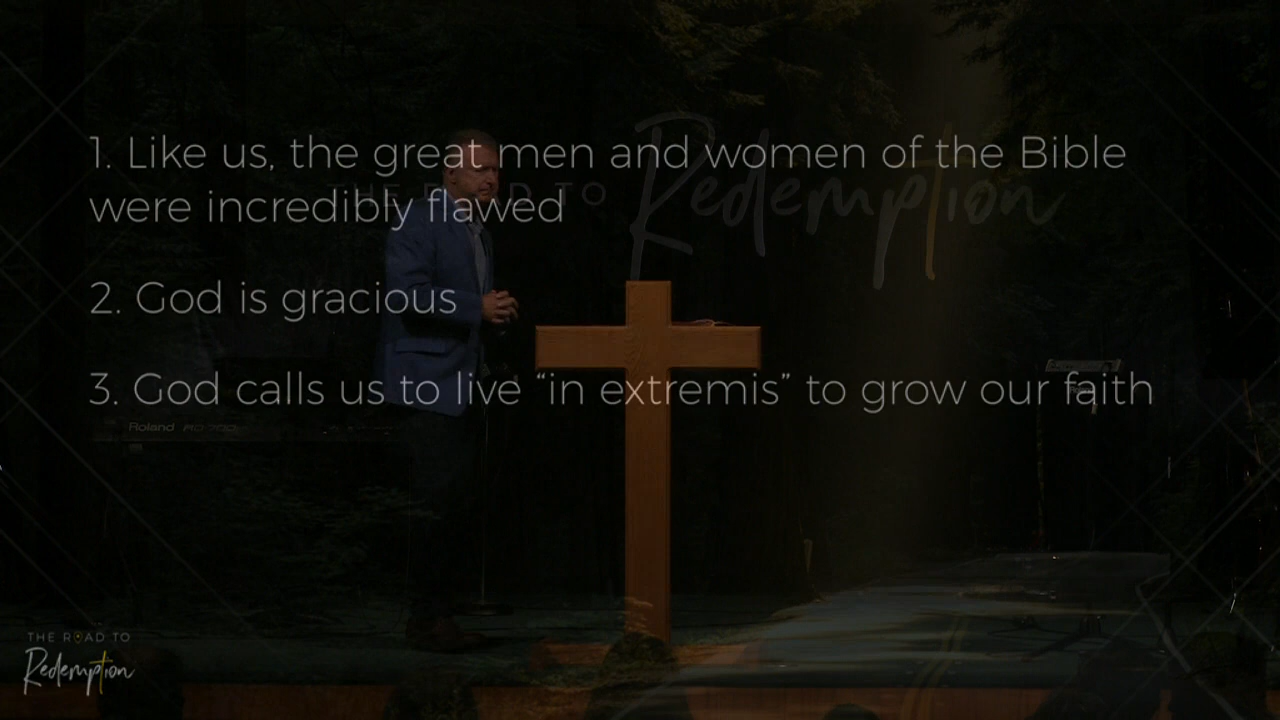 1. Like us, the great men and women of the Bible
were incredibly flawed
2. God is gracious
3. God calls us to live “in extremis” to grow our faith
THE ROAD TO
Redemption
Roland RD-700
THE ROAD TO
Redemption